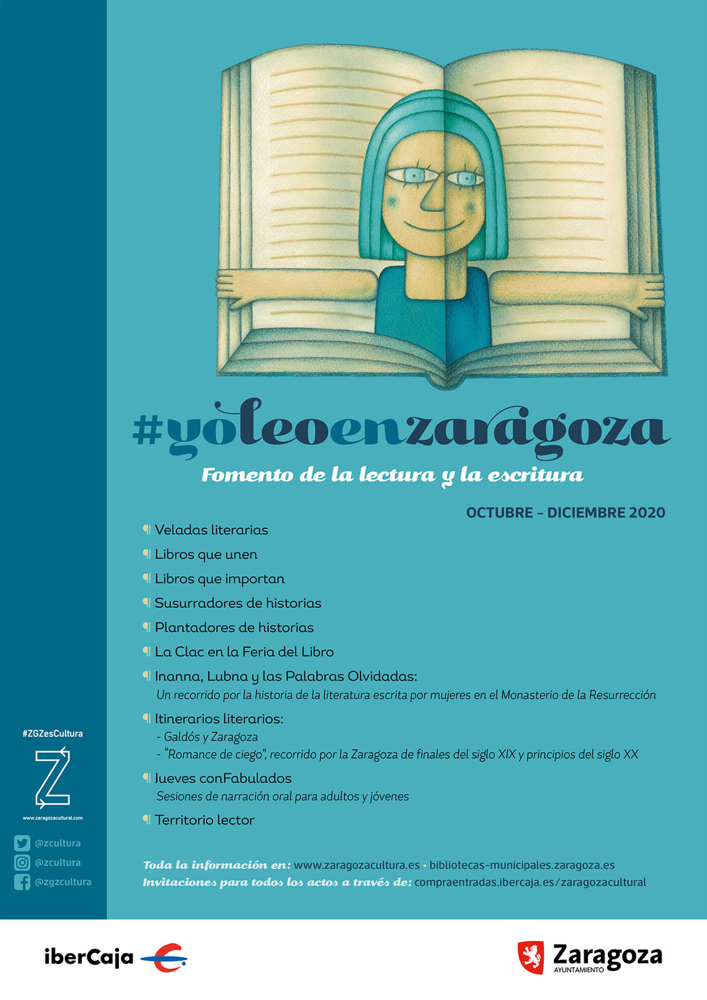 #yoleoenzaragoza
Fomento de la lectura y la escritura
OCTUBRE - DICIEMBRE 2020
¶ Veladas literarias
¶ Libros que unen
¶ Libros que importan
¶ Susurradores de historias
¶ Plantadores de historias
¶ La Clac en la Feria del Libro
¶ Inanna, Lubna y las Palabras Olvidadas:
Un recorrido por la historia de la literatura escrita por mujeres en el Monasterio de la Resurrección
¶ Itinerarios literarios:
- Galdós y Zaragoza
- “Romance de ciego”, recorrido por la Zaragoza de finales del siglo XIX y principios del siglo XX
¶ Jueves conFabulados
Sesiones de narración oral para adultos y jóvenes
¶ Territorio lector
Toda la información en: www.zaragozacultura.es • bibliotecas-municipales.zaragoza.es
Invitaciones para todos los actos a través de: compraentradas.ibercaja.es/zaragozacultural
#ZGZesCultura
Z
www.zaragozacultural.com
@zcultura
@zcultura
@zgzcultura
iberCaja
Zaragoza
AYUNTAMIENTO